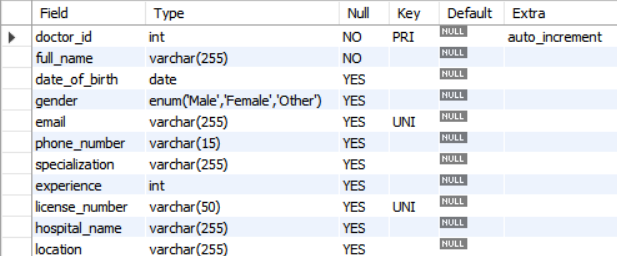 Field Type Null Key Default Extra
doctor_id int NO PRI NULL auto_increment
full_name varchar(255) NO NULL
date_of_birth date YES NULL
gender enum('Male','Female','Other') YES NULL
email varchar(255) YES UNI NULL
phone_number varchar(15) YES NULL
specialization varchar(255) YES NULL
experience int YES NULL
license_number varchar(50) YES UNI NULL
hospital_name varchar(255) YES NULL
location varchar(255) YES NULL